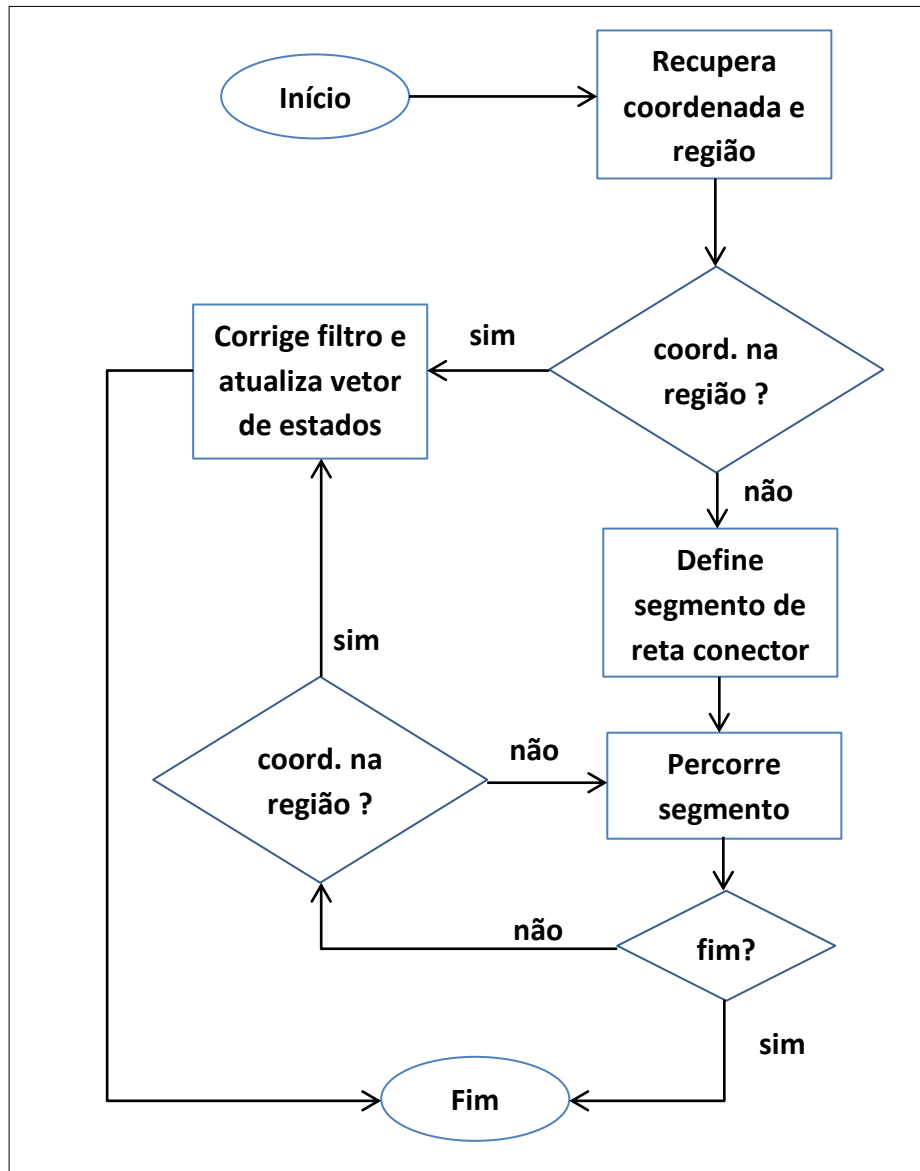 Início
Recupera
coordenada e
região
coord. na
região ?
sim
Corrige filtro e
atualiza vetor
de estados
não
Define
segmento de
reta conector
sim
coord. na
região ?
não
Percorre
segmento
não
fim?
sim
Fim